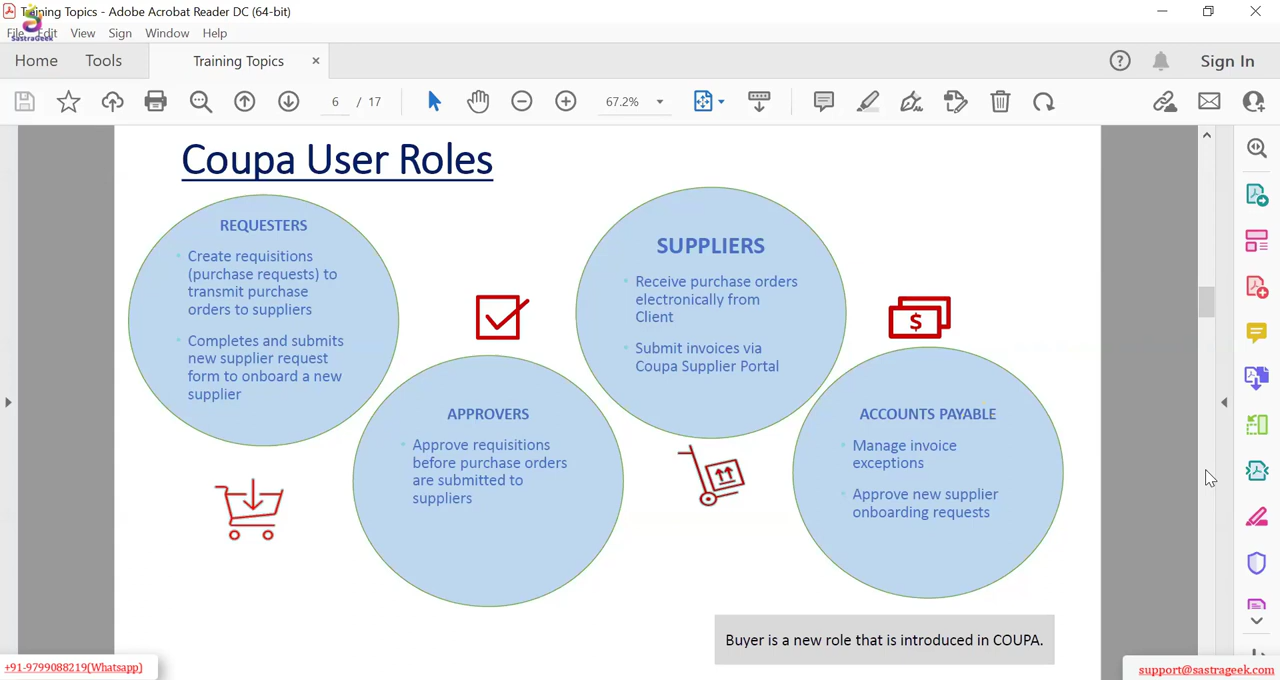 Training Topics - Adobe Acrobat Reader DC (64-bit)
SASTRAGEEK
File Edit View Sign Window Help
Home Tools Training Topics × Sign In
6 / 17 67.2%
Coupa User Roles
REQUESTERS
Create requisitions
(purchase requests) to
transmit purchase
orders to suppliers
Completes and submits
new supplier request
form to onboard a new
supplier
APPROVERS
Approve requisitions
before purchase orders
are submitted to
suppliers
SUPPLIERS
Receive purchase orders
electronically from
Client
Submit invoices via
Coupa Supplier Portal
$
ACCOUNTS PAYABLE
Manage invoice
exceptions
Approve new supplier
onboarding requests
Buyer is a new role that is introduced in COUPA.
+91-9799088219(Whatsapp)
support@sastrageek.com